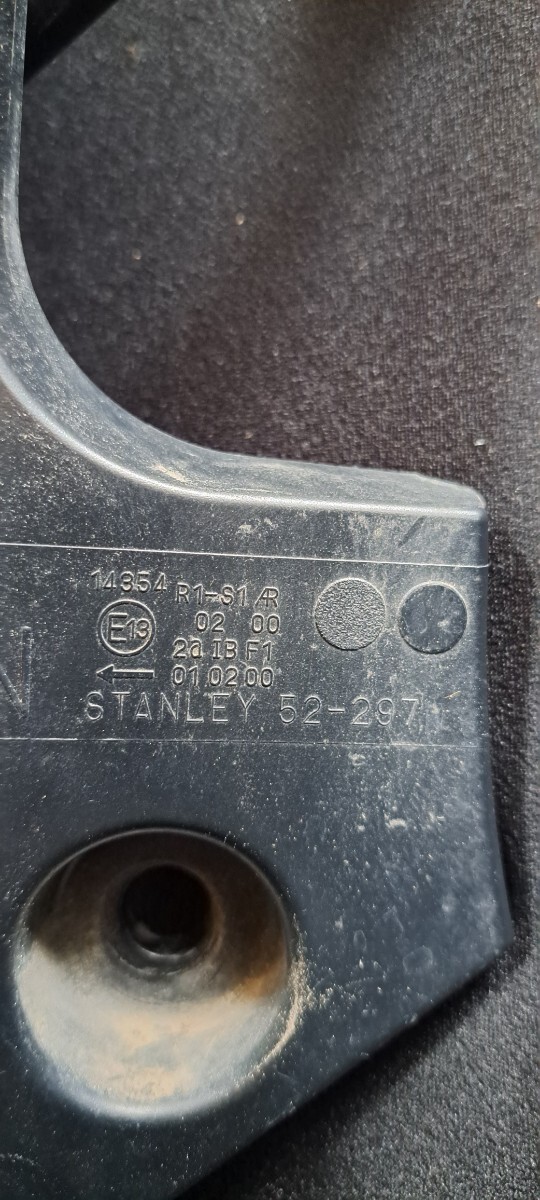 14354 R1-S1 AR
E13 02 00
2a IB F1
← 01 02 00
STANLEY 52-297
N